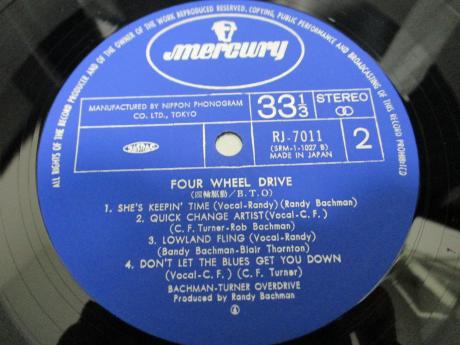 ALL RIGHTS OF THE RECORD PRODUCER AND OF THE OWNER OF THE WORK REPRODUCED RESERVED. COPYING, PUBLIC PERFORMANCE AND BROADCASTING OF THIS RECORD PROHIBITED
mercury
MANUFACTURED BY NIPPON PHONOGRAM
CO. LTD., TOKYO
33 1/3
STEREO
RJ-7011
(SRM-1-1027 B)
MADE IN JAPAN
2
FOUR WHEEL DRIVE
(四輪駆動/B.T.O)
1. SHE'S KEEPIN' TIME (Vocal-Randy) (Randy Bachman)
2. QUICK CHANGE ARTIST (Vocal-C. F.)
(C. F. Turner-Rob Bachman)
3. LOWLAND FLING (Vocal-Randy)
(Bandy Bachman-Blair Thornton)
4. DON'T LET THE BLUES GET YOU DOWN
(Vocal-C. F.) (C. F. Turner)
BACHMAN-TURNER OVERDRIVE
Produced by Randy Bachman